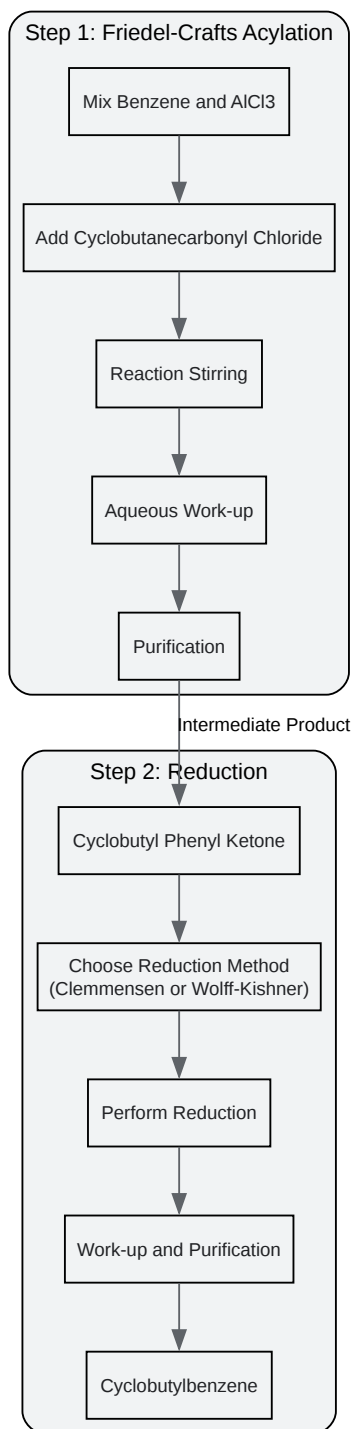 Step 1: Friedel-Crafts Acylation
Mix Benzene and AlCl3
Add Cyclobutanecarbonyl Chloride
Reaction Stirring
Aqueous Work-up
Purification
Intermediate Product
Step 2: Reduction
Cyclobutyl Phenyl Ketone
Choose Reduction Method
(Clemmensen or Wolff-Kishner)
Perform Reduction
Work-up and Purification
Cyclobutylbenzene